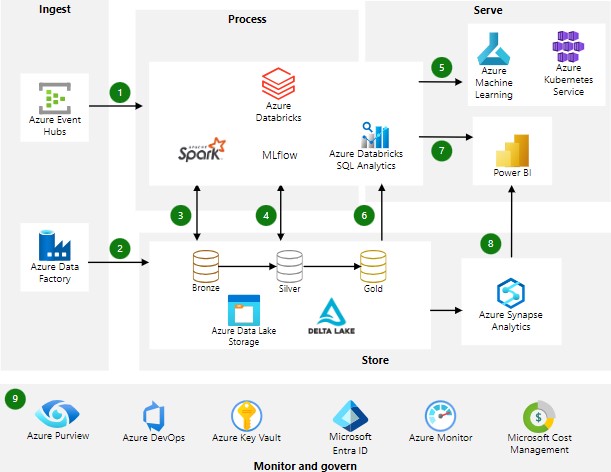 Ingest
Process
Serve
1
Azure Event
Hubs
Azure
Databricks
APACHE
Spark
MLflow
Azure Databricks
SQL Analytics
5
Azure
Machine
Learning
Azure
Kubernetes
Service
7
Power BI
3
4
6
8
2
Azure Data
Factory
Bronze
Silver
Gold
Azure Data Lake
Storage
DELTA LAKE
Azure Synapse
Analytics
Store
9
Azure Purview
Azure DevOps
Azure Key Vault
Microsoft
Entra ID
Azure Monitor
Microsoft Cost
Management
Monitor and govern